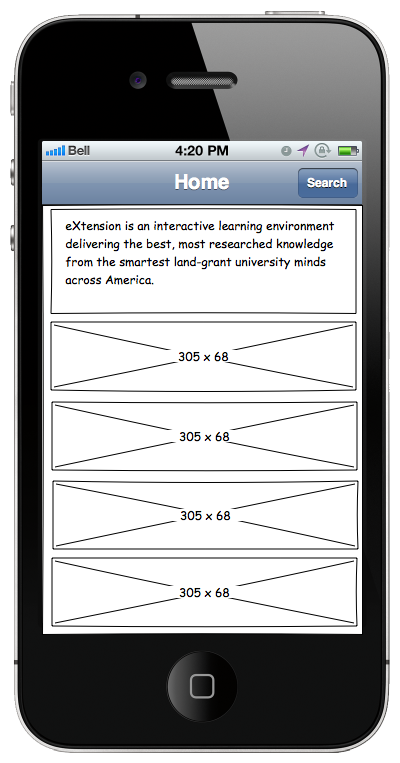 Bell 4:20 PM
Home Search
eXtension is an interactive learning environment
delivering the best, most researched knowledge
from the smartest land-grant university minds
across America.
305 x 68
305 x 68
305 x 68
305 x 68